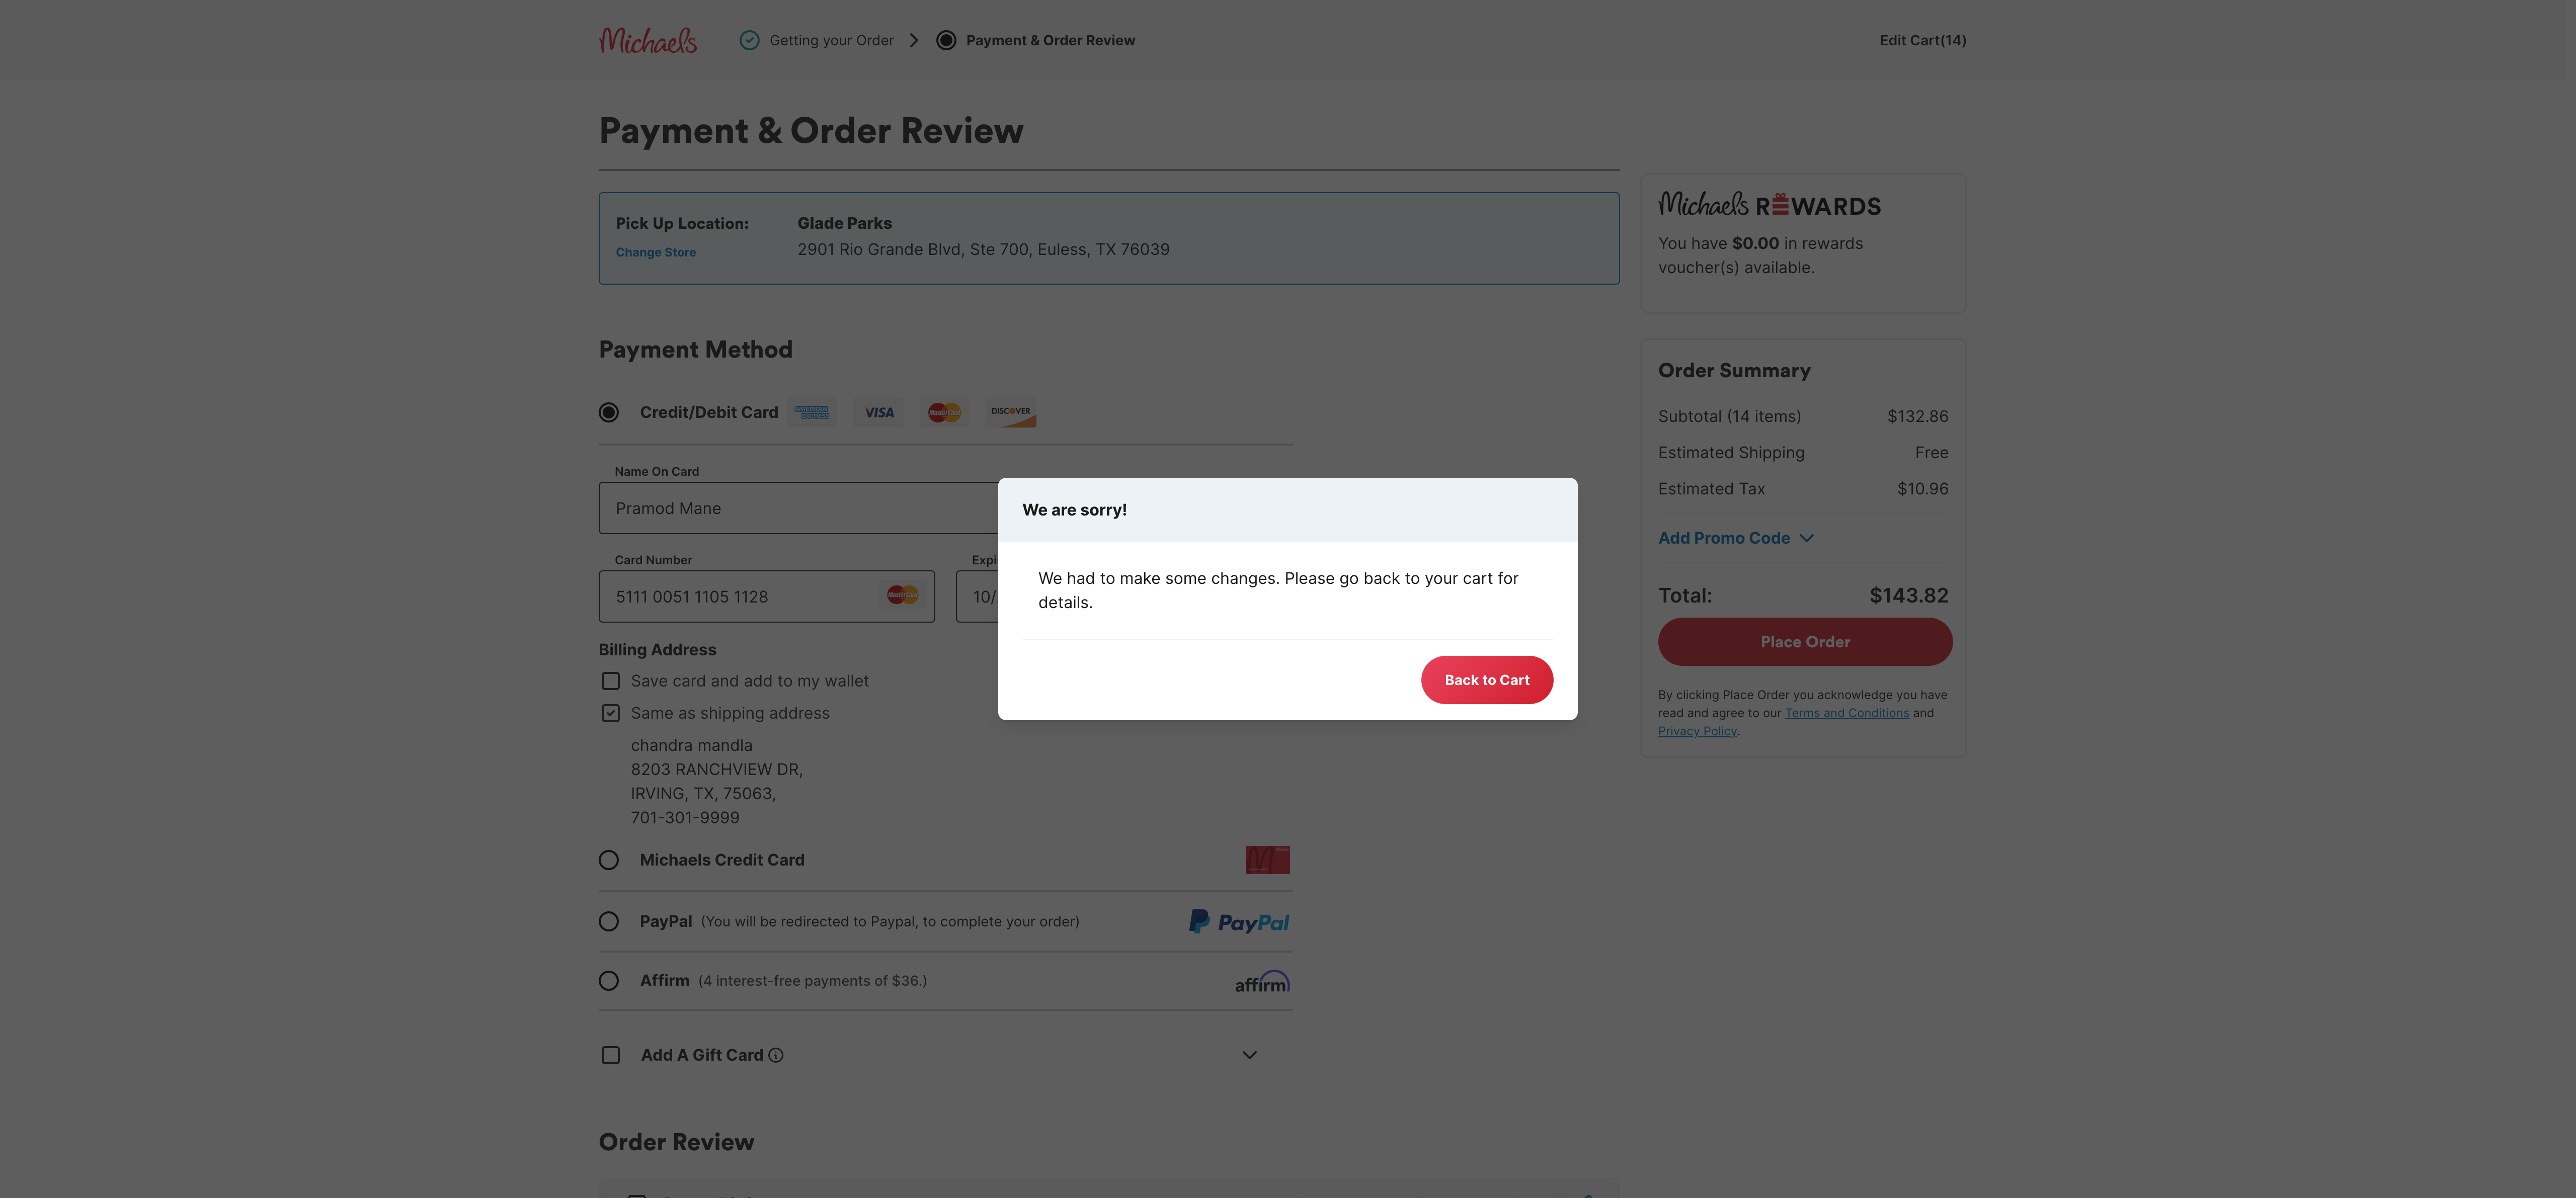 Michaels
Getting your Order
Payment & Order Review
Edit Cart(14)
Payment & Order Review
Pick Up Location:
Glade Parks
Change Store
2901 Rio Grande Blvd, Ste 700, Euless, TX 76039
Michaels REWARDS
You have $0.00 in rewards
voucher(s) available.
Payment Method
Credit/Debit Card
AMERICAN
EXPRESS
VISA
MasterCard
DISCOVER
Name On Card
Pramod Mane
Card Number
5111 0051 1105 1128
MasterCard
10/
Billing Address
Save card and add to my wallet
Same as shipping address
chandra mandla
8203 RANCHVIEW DR,
IRVING, TX, 75063,
701-301-9999
Michaels Credit Card
PayPal (You will be redirected to Paypal, to complete your order)
PayPal
Affirm (4 interest-free payments of $36.)
affirm
Add A Gift Card
Order Review
We are sorry!
We had to make some changes. Please go back to your cart for
details.
Back to Cart
Order Summary
Subtotal (14 items) $132.86
Estimated Shipping Free
Estimated Tax $10.96
Add Promo Code
Total: $143.82
Place Order
By clicking Place Order you acknowledge you have
read and agree to our Terms and Conditions and
Privacy Policy.